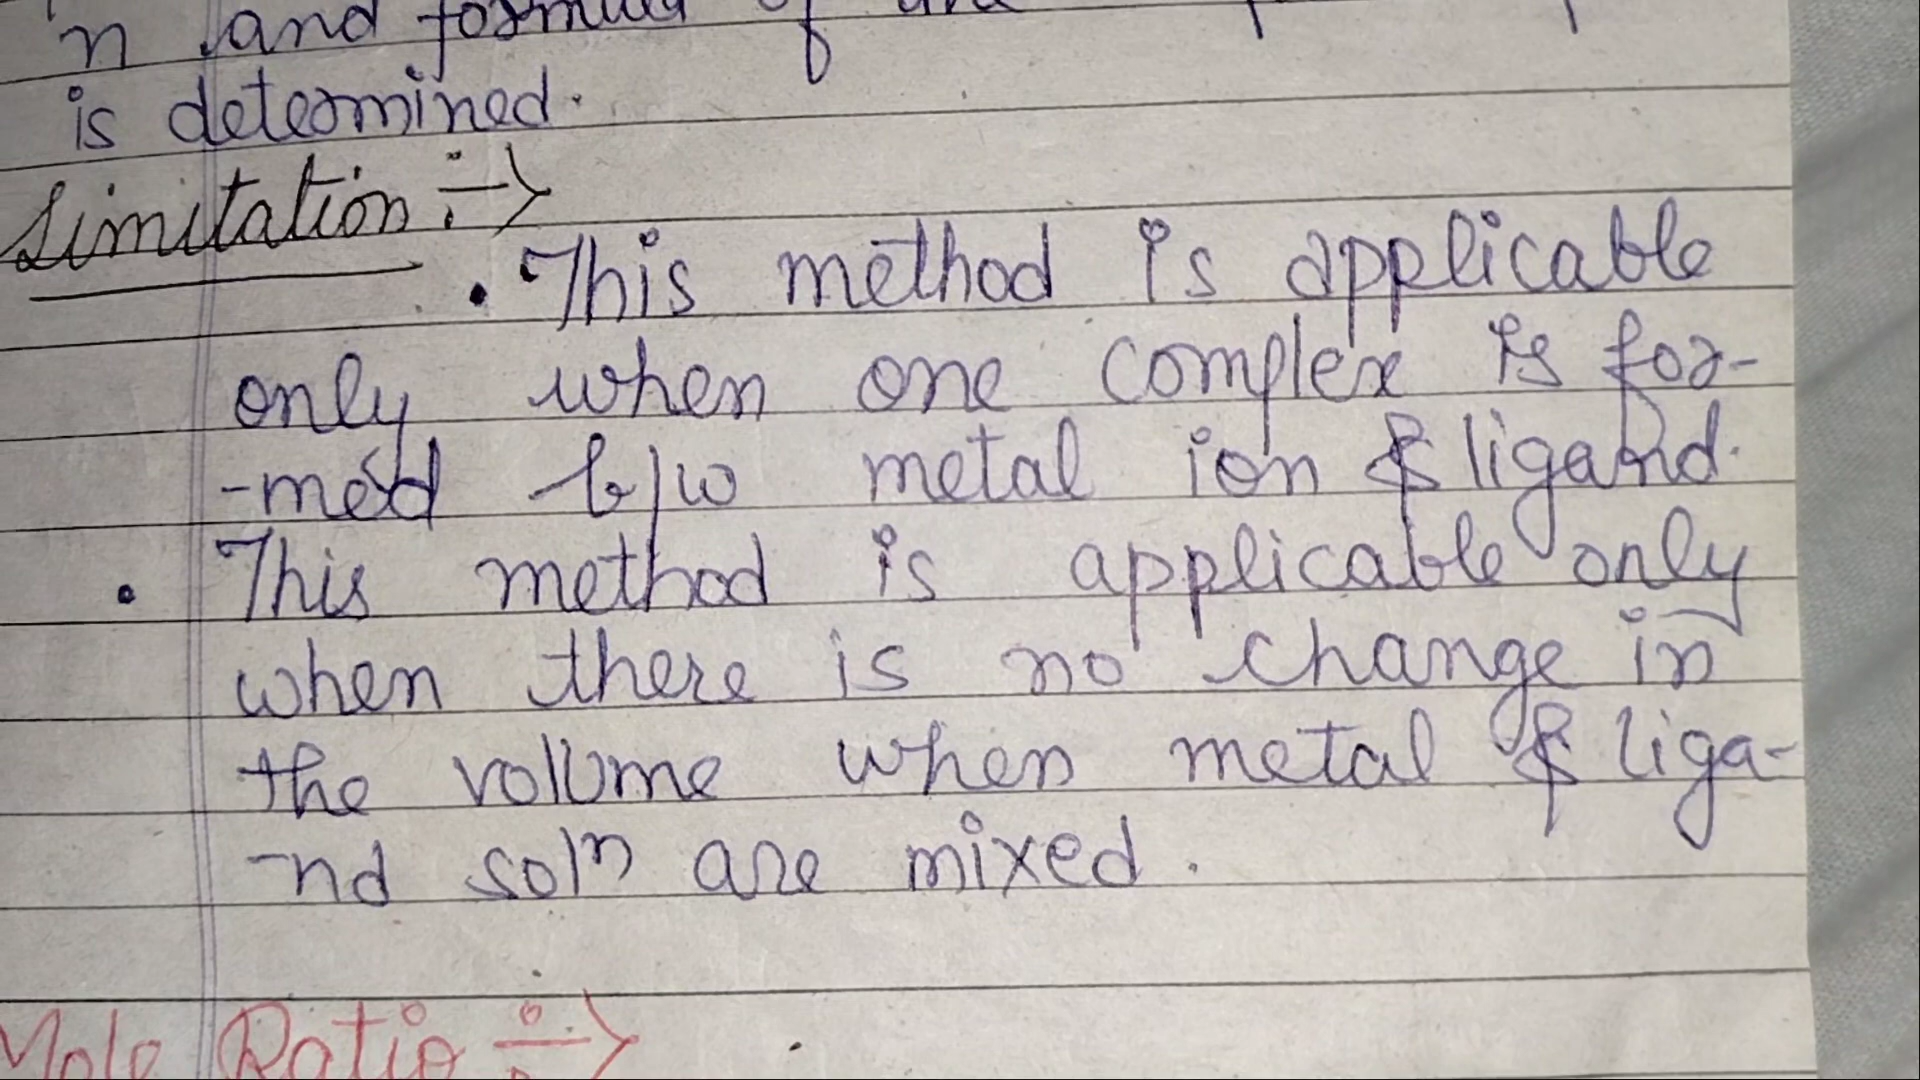 n and formula of the
is determined.
Limitation :->
• This method is applicable
only when one complex is for-
-med b/w metal ion & ligand.
• This method is applicable only
when there is no change in
the volume when metal & liga-
-nd soln are mixed.
Mole Ratio :->